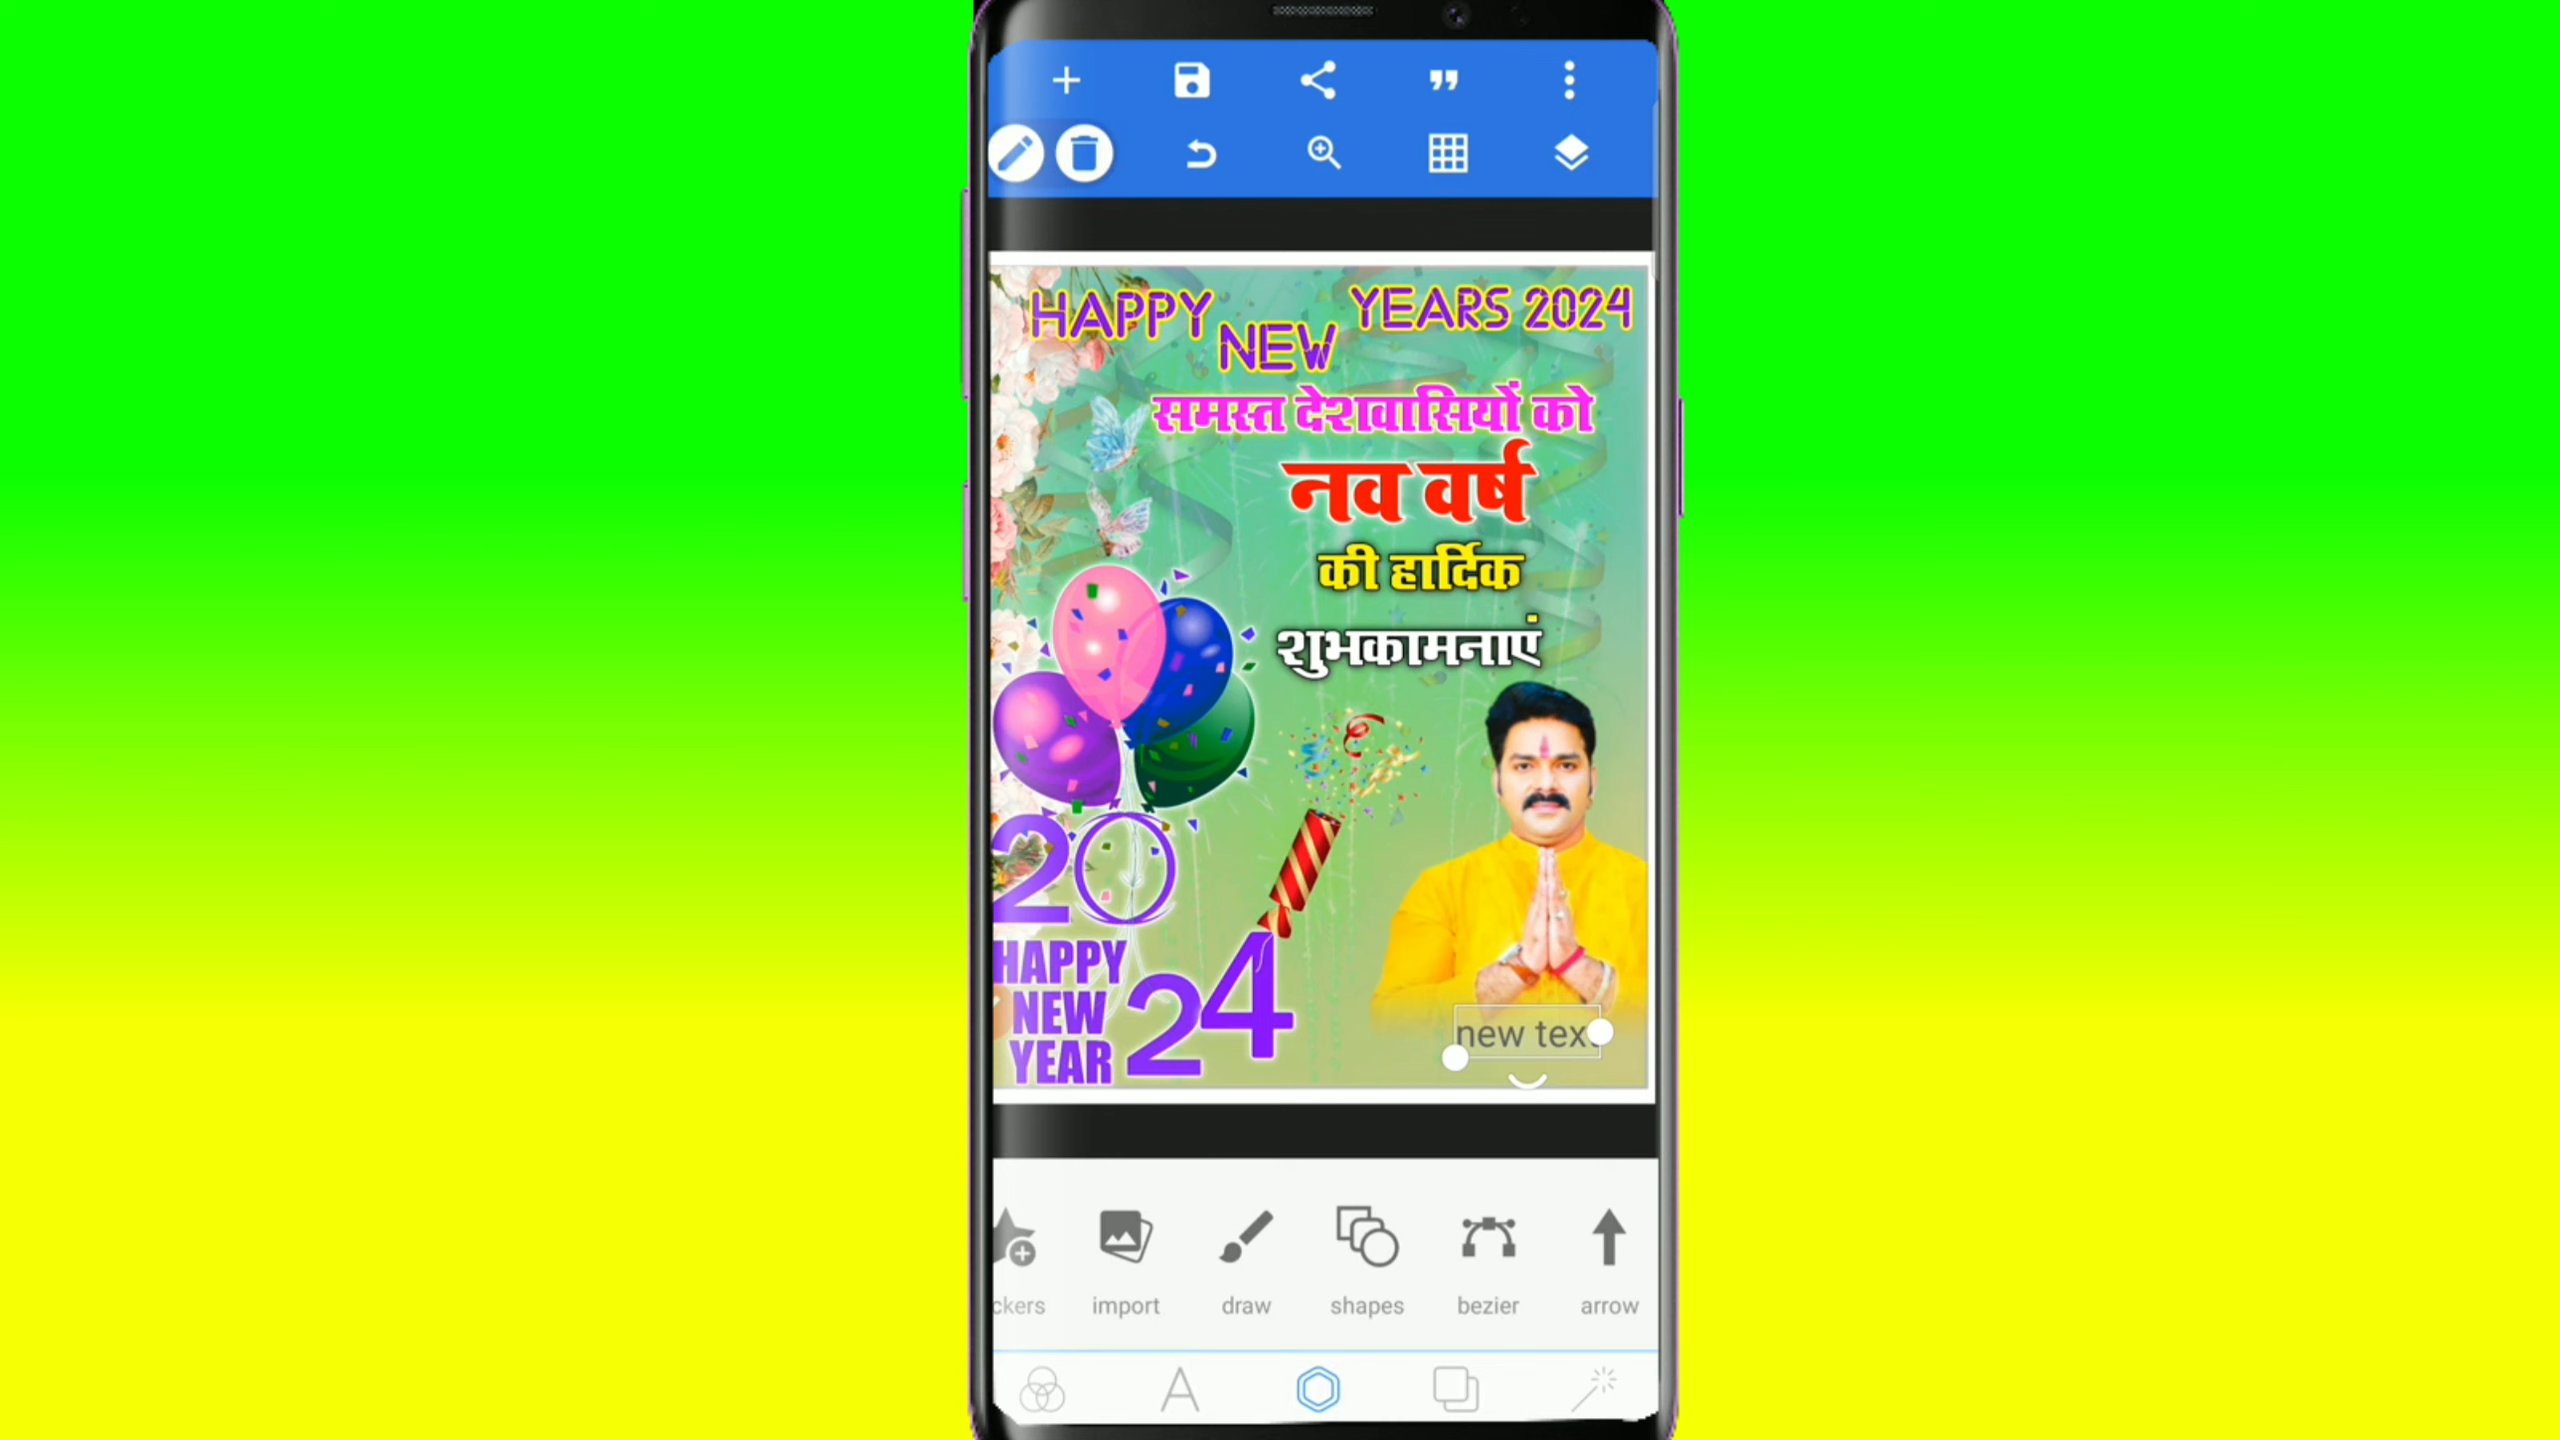 HAPPY NEW YEARS 2024
समस्त देशवासियों को
नव वर्ष
की हार्दिक
शुभकामनाएं
20
24
HAPPY
NEW
YEAR
new text
ckers import draw shapes bezier arrow